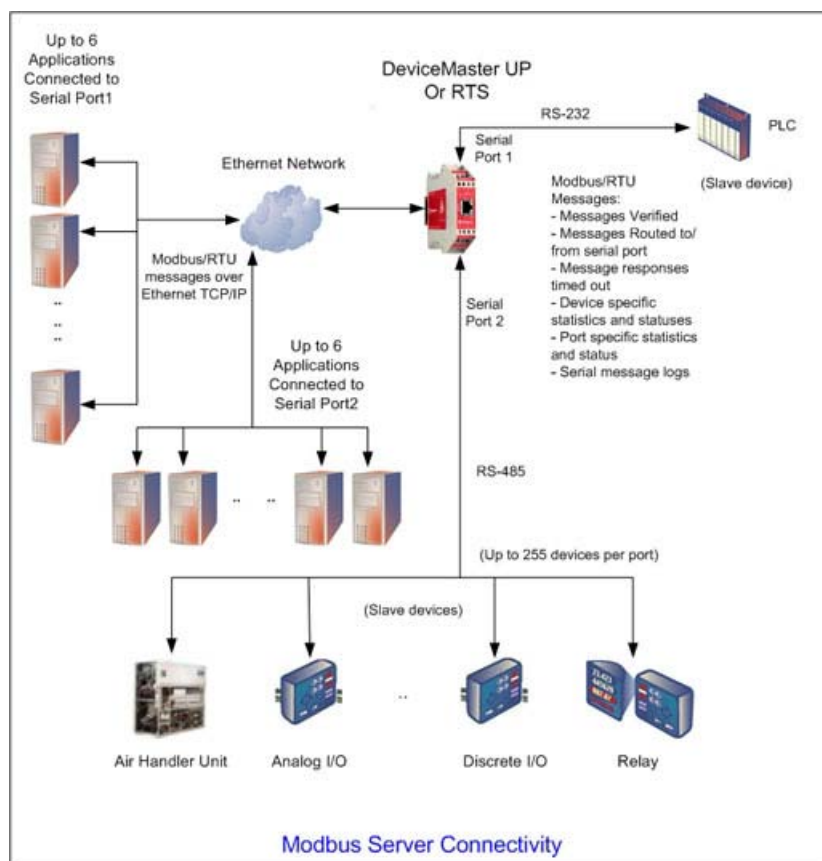 Up to 6
Applications
Connected to
Serial Port1
DeviceMaster UP
Or RTS
RS-232
PLC
Serial
Port 1
Ethernet Network
(Slave device)
Modbus/RTU
Messages:
- Messages Verified
- Messages Routed to/
from serial port
- Message responses
timed out
- Device specific
statistics and statuses
- Port specific statistics
and status
- Serial message logs
Modbus/RTU
messages over
Ethernet TCP/IP
..
..
..
Serial
Port 2
Up to 6
Applications
Connected to
Serial Port2
..
..
RS-485
(Up to 255 devices per port)
(Slave devices)
..
Air Handler Unit
Analog I/O
Discrete I/O
Relay
Modbus Server Connectivity